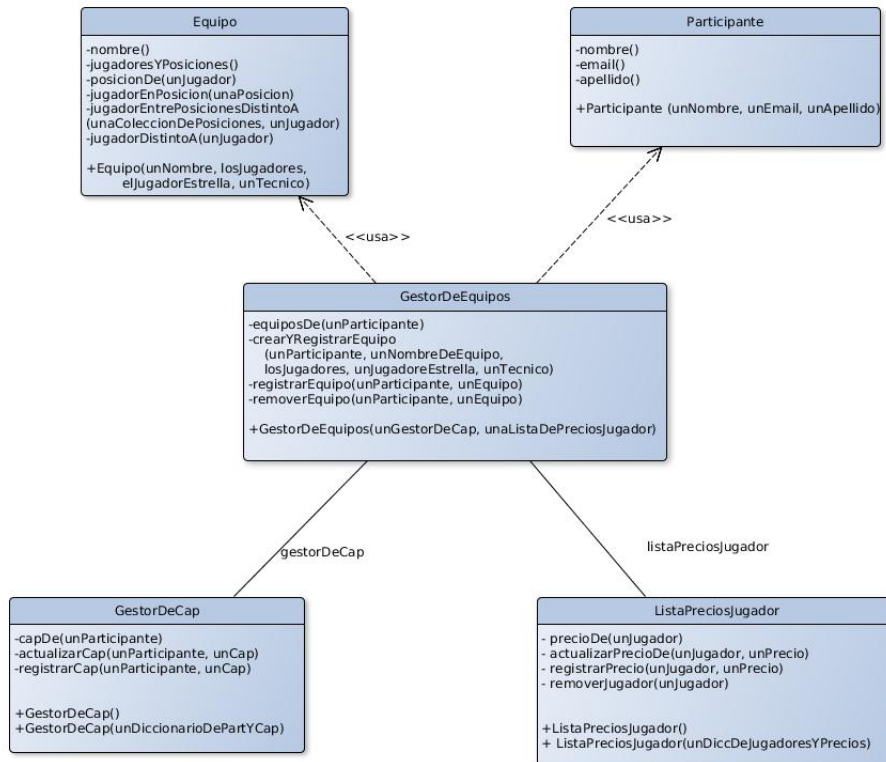 Equipo
-nombre()
-jugadoresYPosiciones()
-posicionDe(unJugador)
-jugadorEnPosicion(unaPosicion)
-jugadorEntrePosicionesDistintoA
(unaColeccionDePosiciones, unJugador)
-jugadorDistintoA(unJugador)
+Equipo(unNombre, losJugadores,
elJugadorEstrella, unTecnico)
Participante
-nombre()
-email()
-apellido()
+Participante (unNombre, unEmail, unApellido)
<<usa>>
<<usa>>
GestorDeEquipos
-equiposDe(unParticipante)
-crearYRegistrarEquipo
(unParticipante, unNombreDeEquipo,
losJugadores, unJugadoreEstrella, unTecnico)
-registrarEquipo(unParticipante, unEquipo)
-removerEquipo(unParticipante, unEquipo)
+GestorDeEquipos(unGestorDeCap, unaListaDePreciosJugador)
gestorDeCap
listaPreciosJugador
GestorDeCap
-capDe(unParticipante)
-actualizarCap(unParticipante, unCap)
-registrarCap(unParticipante, unCap)
+GestorDeCap()
+GestorDeCap(unDiccionarioDePartYCap)
ListaPreciosJugador
- precioDe(unJugador)
- actualizarPrecioDe(unJugador, unPrecio)
- registrarPrecio(unJugador, unPrecio)
- removerJugador(unJugador)
+ListaPreciosJugador()
+ ListaPreciosJugador(unDiccDeJugadoresYPrecios)